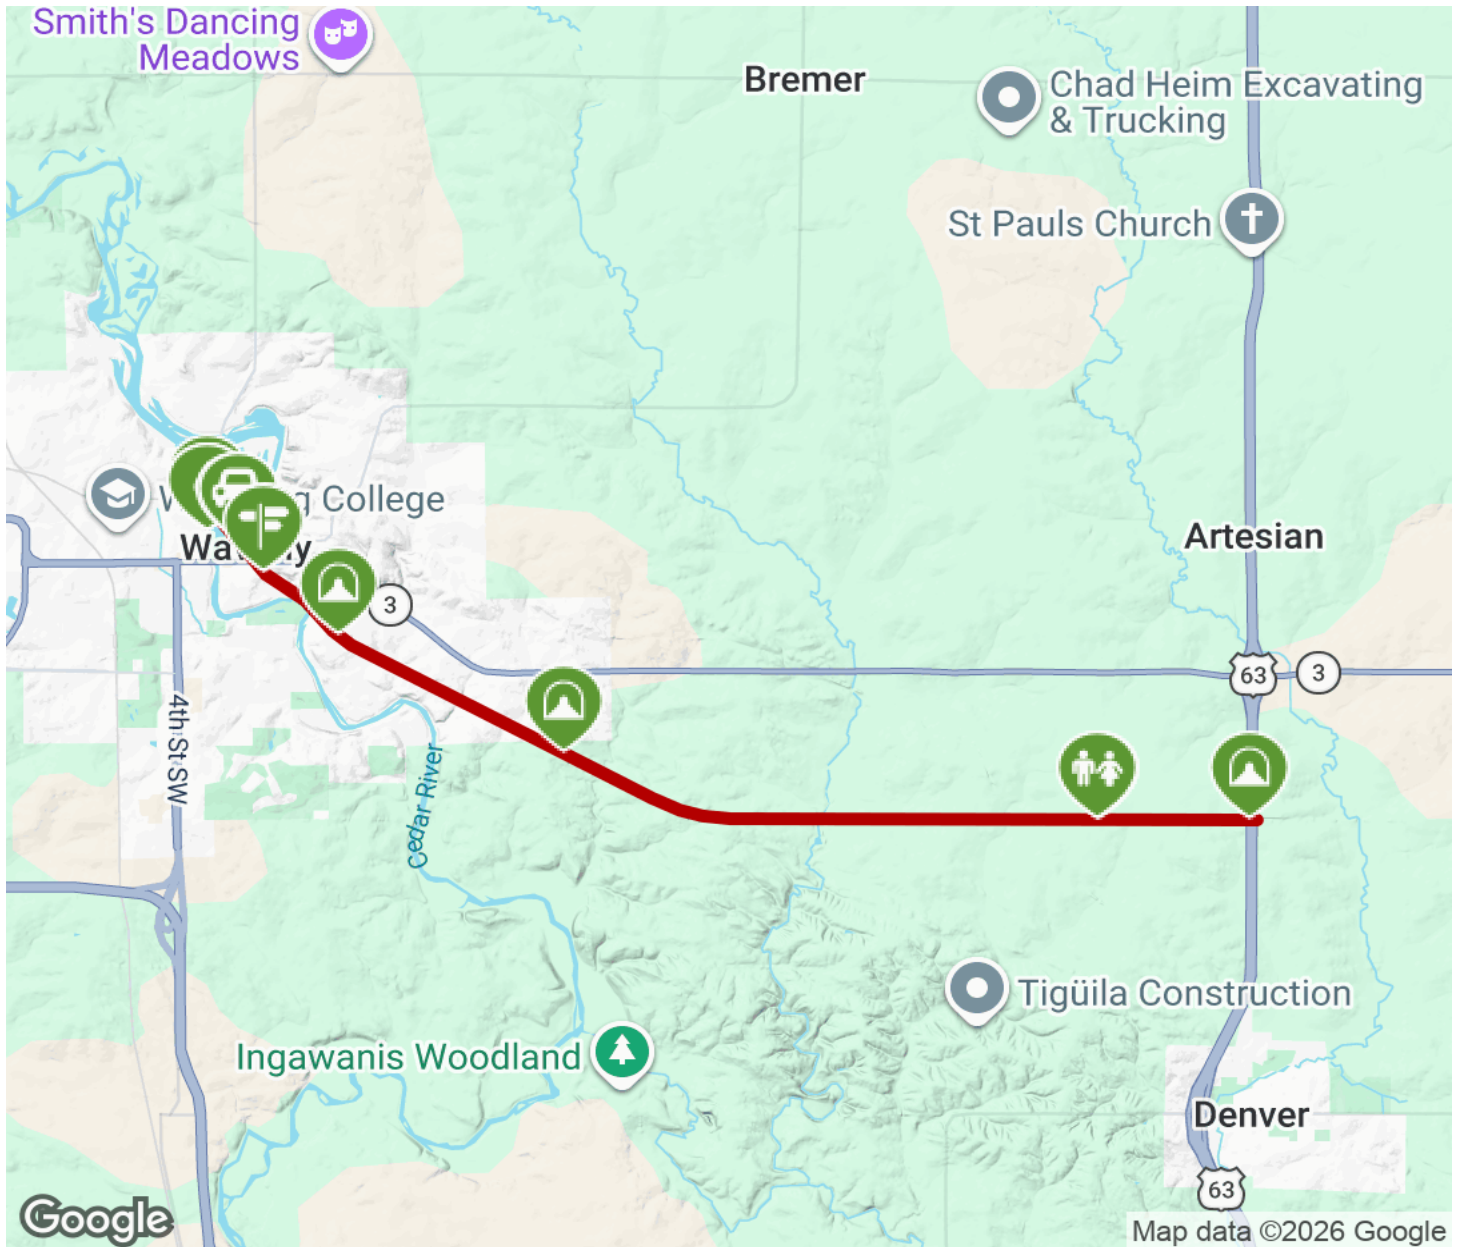 Smith's Dancing
Meadows
Bremer
Chad Heim Excavating
& Trucking
St Pauls Church
College
Artesian
3
63
3
4th St SW
Cedar River
Tigüila Construction
Ingawanis Woodland
Denver
63
Google
Map data ©2026 Google